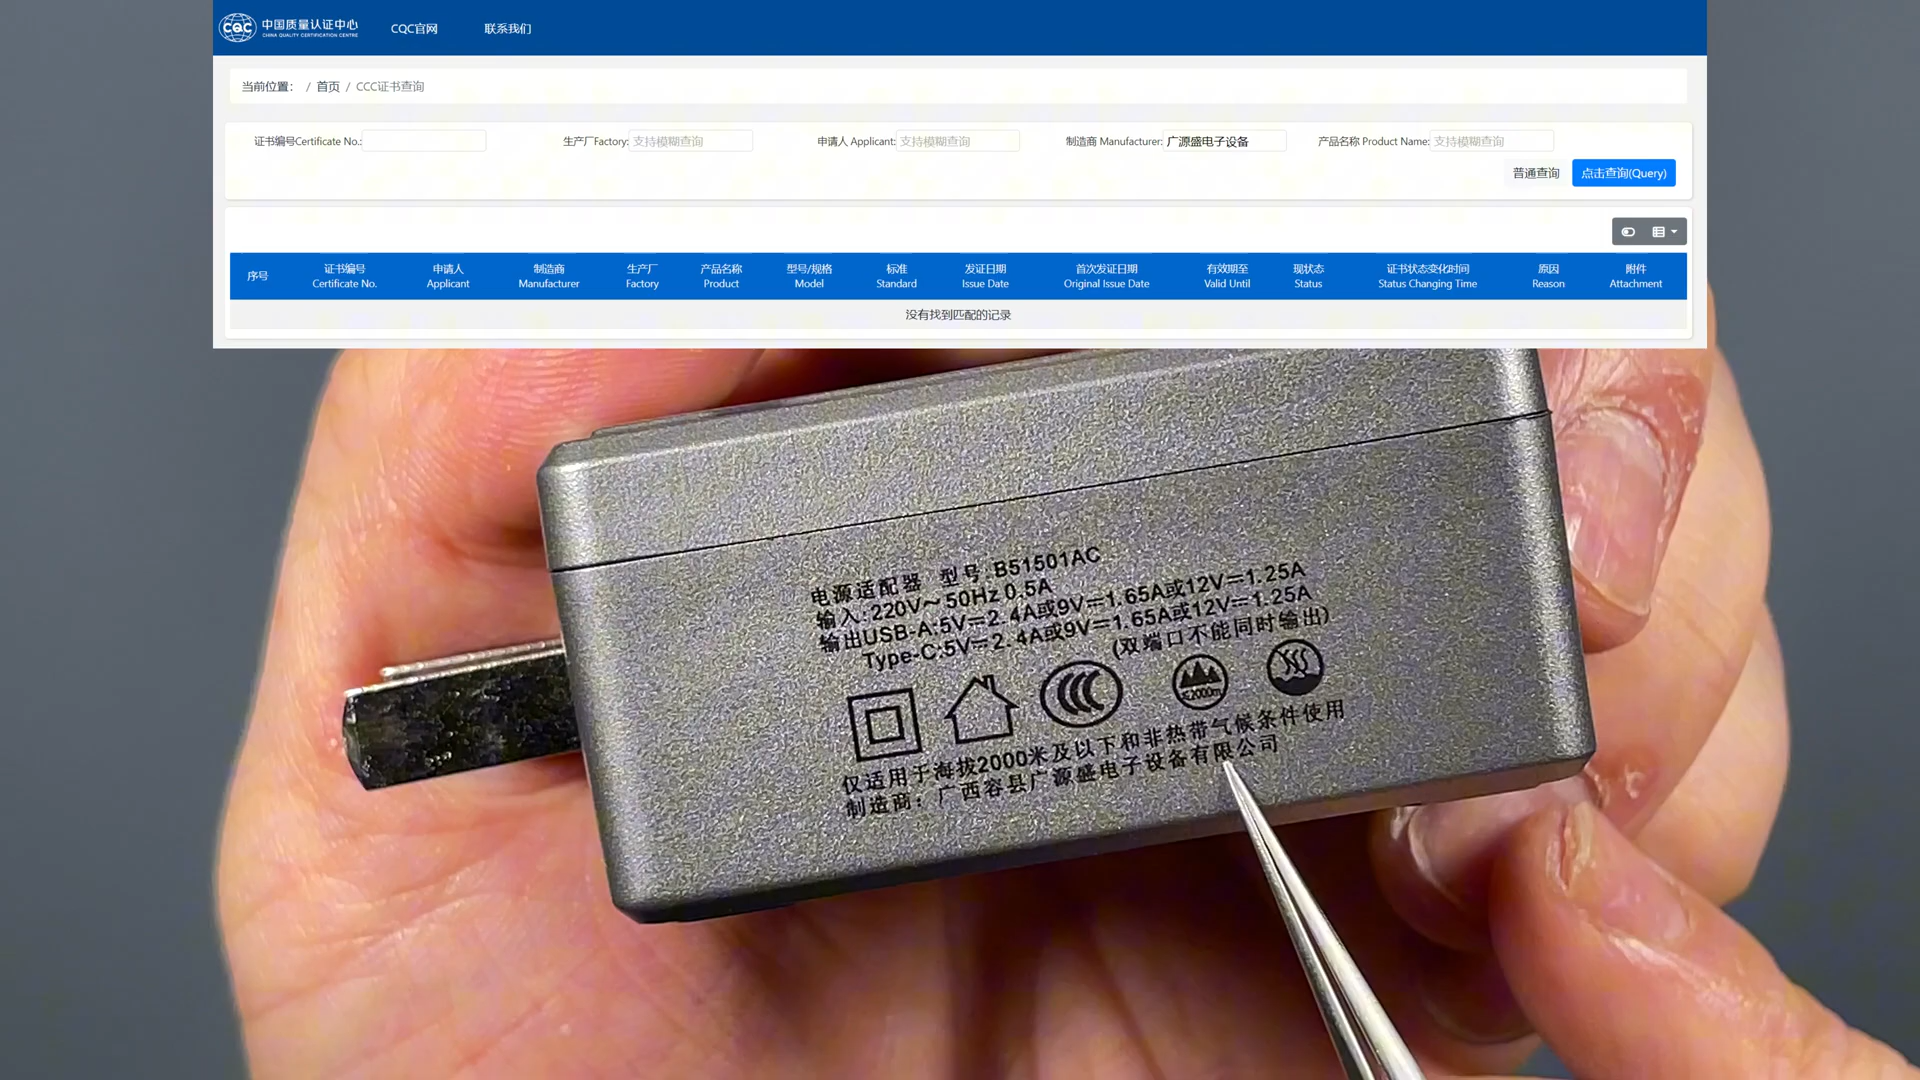 CQC 中国质量认证中心 CQC官网 联系我们
CHINA QUALITY CERTIFICATION CENTRE
当前位置： / 首页 / CCC证书查询
证书编号Certificate No.: 生产厂Factory: 支持模糊查询 申请人 Applicant: 支持模糊查询 制造商 Manufacturer: 广源盛电子设备 产品名称 Product Name: 支持模糊查询
普通查询 点击查询(Query)
序号 证书编号 申请人 制造商 生产厂 产品名称 型号/规格 标准 发证日期 首次发证日期 有效期至 现状态 证书状态变化时间 原因 附件
Certificate No. Applicant Manufacturer Factory Product Model Standard Issue Date Original Issue Date Valid Until Status Status Changing Time Reason Attachment
没有找到匹配的记录
电源适配器 型号:B51501AC
输入:220V～50Hz 0.5A
输出USB-A:5V⎓2.4A或9V⎓1.65A或12V⎓1.25A
Type-C:5V⎓2.4A或9V⎓1.65A或12V⎓1.25A
(双端口不能同时输出)
≤2000m
仅适用于海拔2000米及以下和非热带气候条件使用
制造商：广西容县广源盛电子设备有限公司